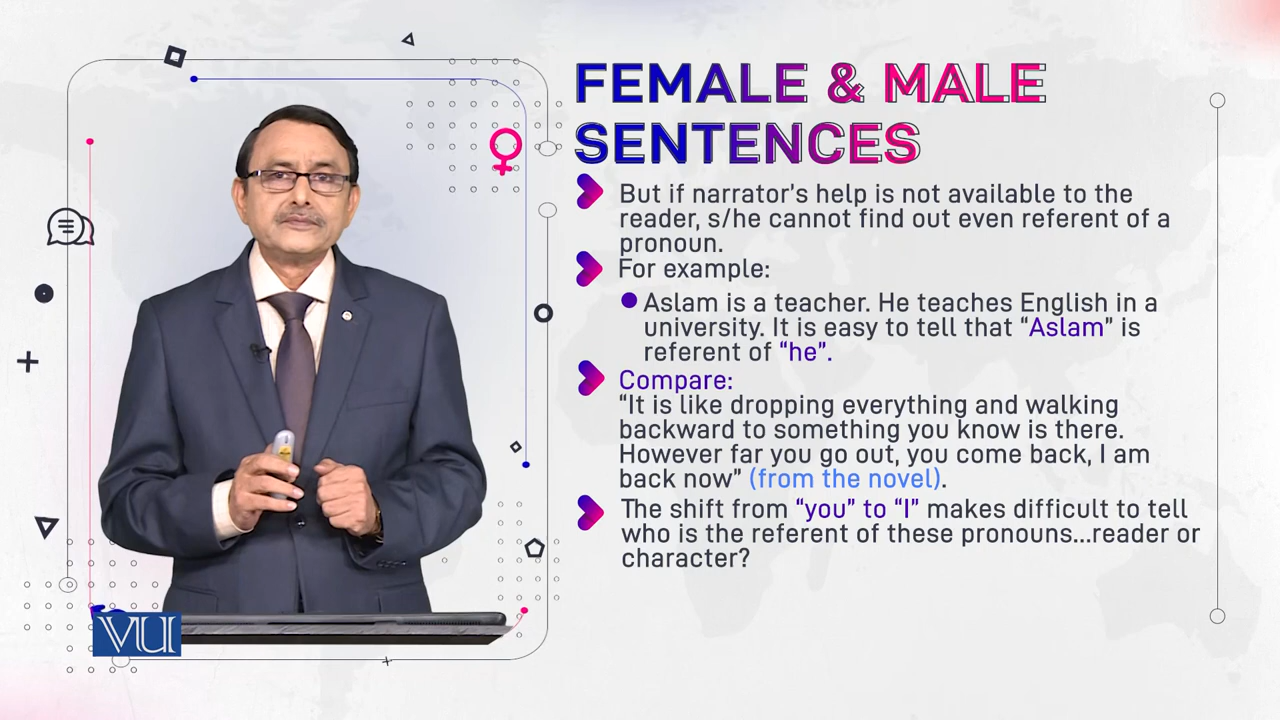 FEMALE & MALE
SENTENCES
But if narrator's help is not available to the
reader, s/he cannot find out even referent of a
pronoun.
For example:
Aslam is a teacher. He teaches English in a
university. It is easy to tell that “Aslam” is
referent of “he”.
Compare:
“It is like dropping everything and walking
backward to something you know is there.
However far you go out, you come back, I am
back now” (from the novel).
The shift from “you” to “I” makes difficult to tell
who is the referent of these pronouns...reader or
character?
VU